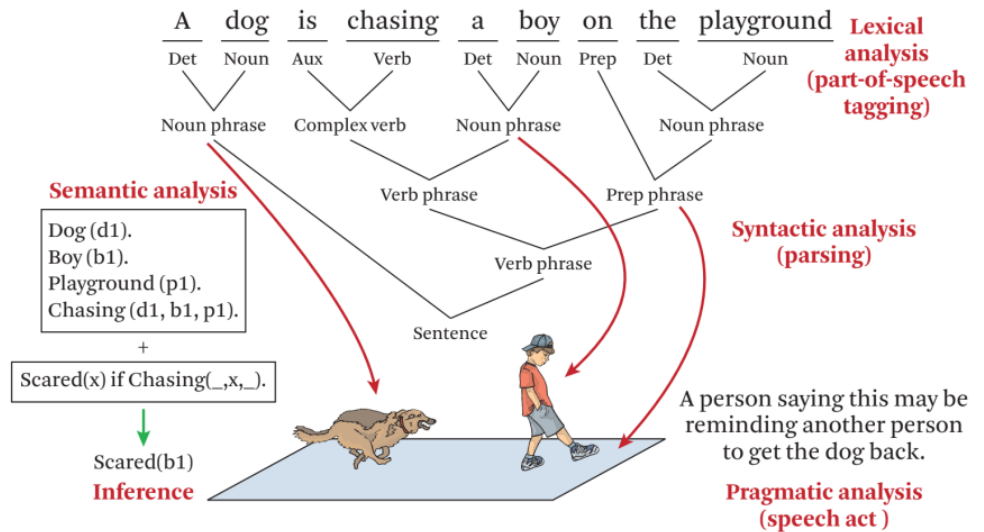 A dog is chasing a boy on the playground
Det Noun Aux Verb Det Noun Prep Det Noun
Lexical
analysis
(part-of-speech
tagging)
Noun phrase Complex verb Noun phrase Noun phrase
Semantic analysis
Verb phrase Prep phrase
Dog (d1).
Boy (b1).
Playground (p1).
Chasing (d1, b1, p1).
Syntactic analysis
(parsing)
Verb phrase
Sentence
+
Scared(x) if Chasing(_,x,_).
Scared(b1)
Inference
A person saying this may be
reminding another person
to get the dog back.
Pragmatic analysis
(speech act )